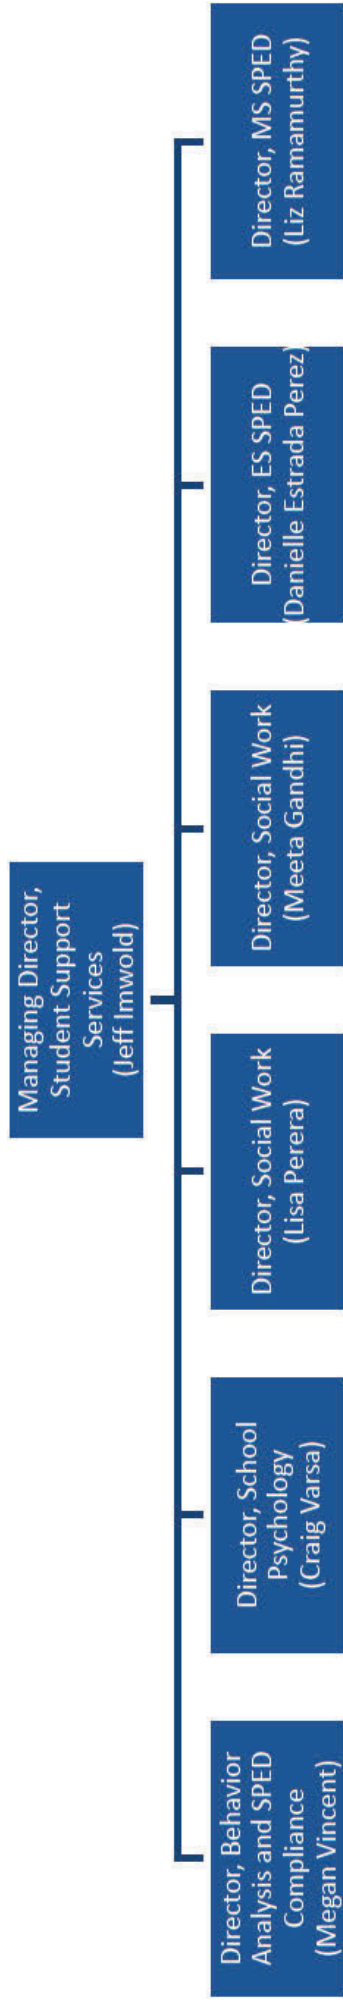 Managing Director,
Student Support
Services
(Jeff Imwold)
Director, Behavior
Analysis and SPED
Compliance
(Megan Vincent)
Director, School
Psychology
(Craig Varsa)
Director, Social Work
(Lisa Perera)
Director, Social Work
(Meeta Gandhi)
Director, ES SPED
(Danielle Estrada Perez)
Director, MS SPED
(Liz Ramamurthy)